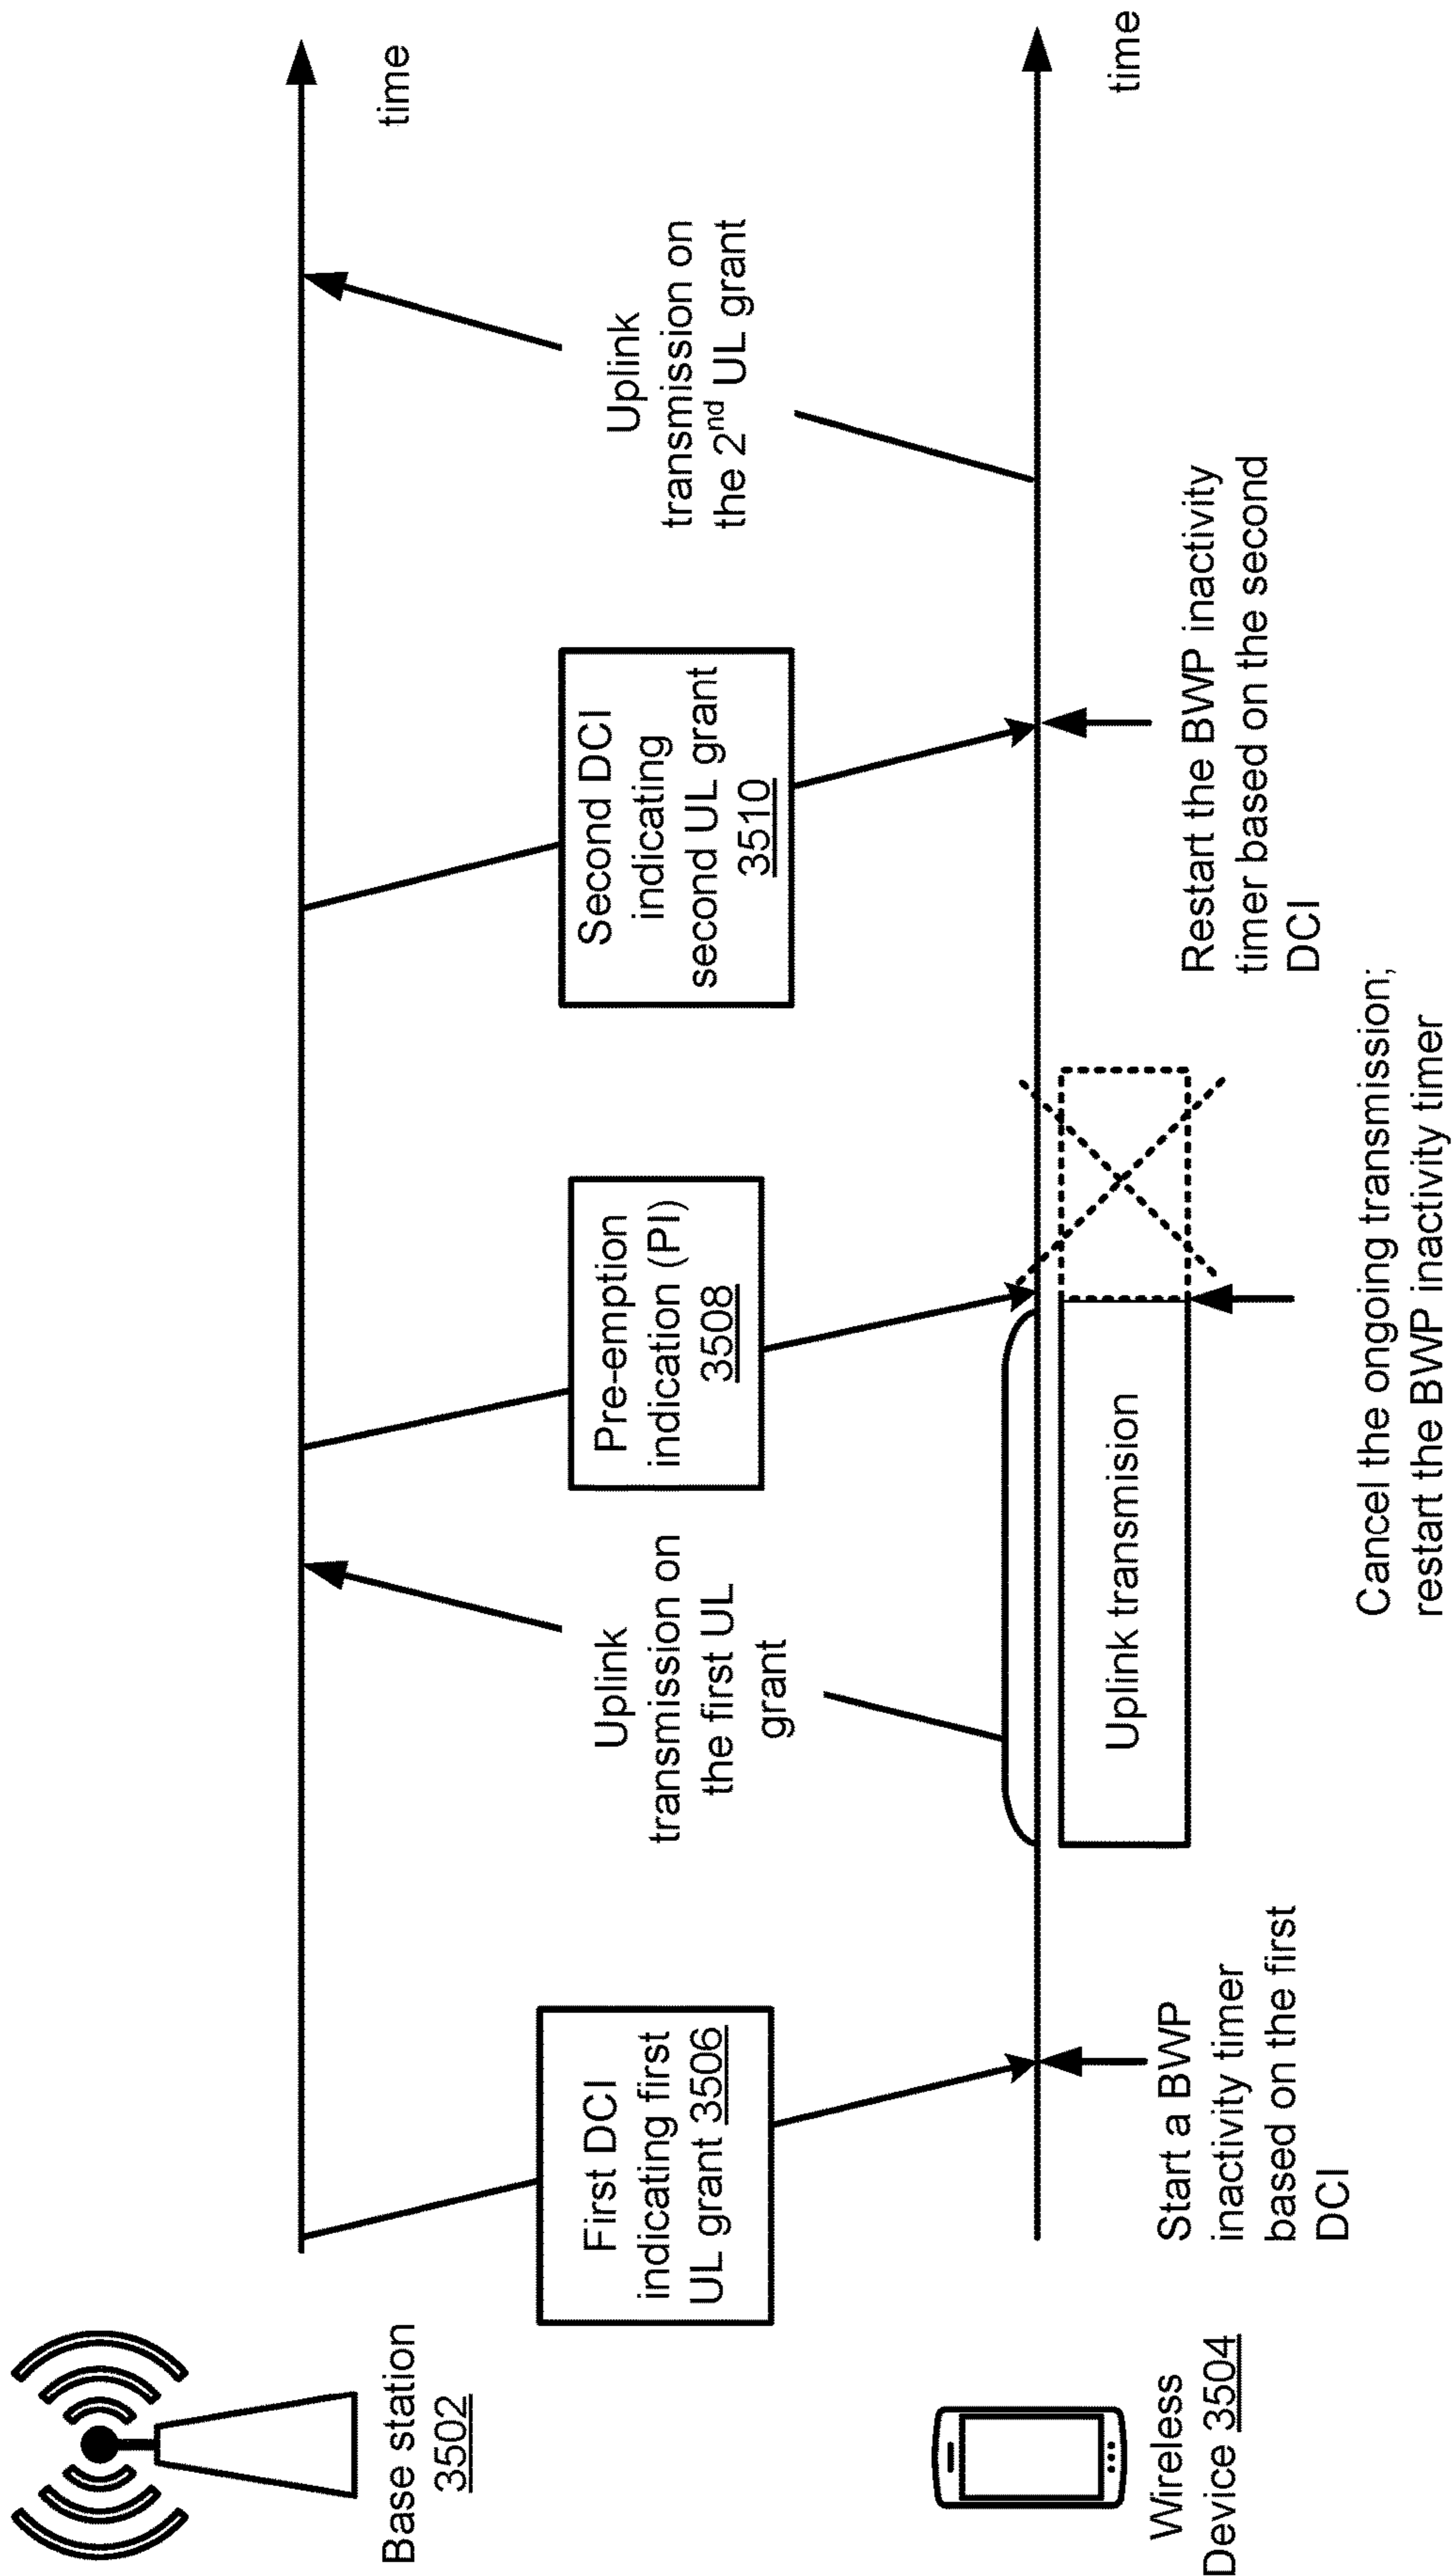 Base station
3502
time
First DCI
indicating first
UL grant 3506
Uplink
transmission on
the first UL
grant
Pre-emption
indication (PI)
3508
Second DCI
indicating
second UL grant
3510
Uplink
transmission on
the 2nd UL grant
Wireless
Device 3504
time
Uplink transmision
Start a BWP
inactivity timer
based on the first
DCI
Cancel the ongoing transmission;
restart the BWP inactivity timer
Restart the BWP inactivity
timer based on the second
DCI